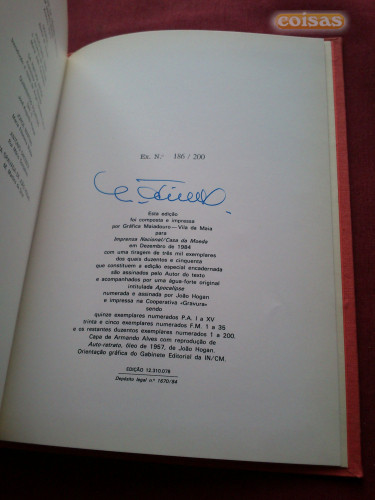 coisas
Ex. N.º 186 / 200
Esta edição
foi composta e impressa
por Gráfica Maiadouro — Vila da Maia
para
Imprensa Nacional/Casa da Moeda
em Dezembro de 1984
com uma tiragem de três mil exemplares
dos quais duzentos e cinquenta
que constituem a edição especial encadernada
são assinados pelo Autor do texto
e acompanhados por uma água-forte original
intitulada Apocalipse
numerada e assinada por João Hogan
e impressa na Cooperativa «Gravura»
sendo
quinze exemplares numerados P.A. I a XV
trinta e cinco exemplares numerados F.M. 1 a 35
e os restantes duzentos exemplares numerados 1 a 200.
Capa de Armando Alves com reprodução de
Auto-retrato, óleo de 1957, de João Hogan.
Orientação gráfica do Gabinete Editorial da IN/CM.
EDIÇÃO 12.310.078
Depósito legal n.º 1670/84